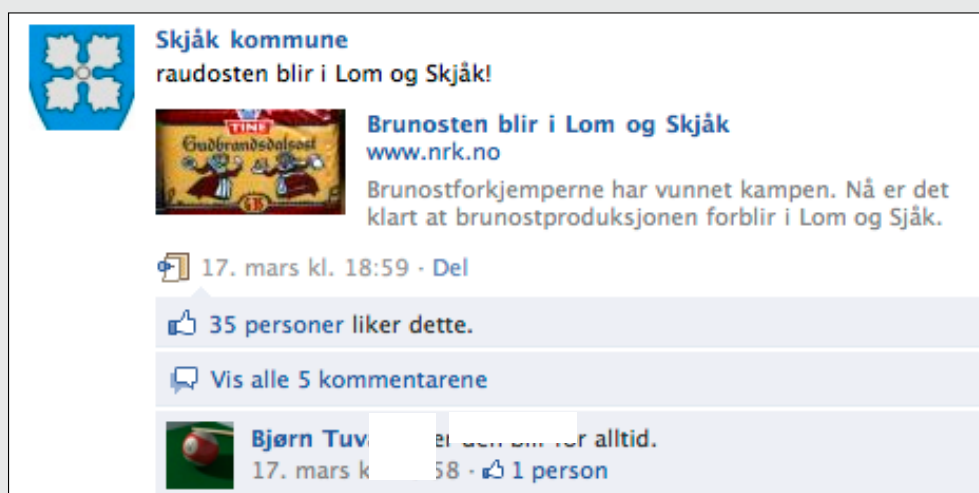 Skjåk kommune
raudosten blir i Lom og Skjåk!
TINE
Gudbrandsdalsost
G35
Brunosten blir i Lom og Skjåk
www.nrk.no
Brunostforkjemperne har vunnet kampen. Nå er det
klart at brunostproduksjonen forblir i Lom og Sjåk.
17. mars kl. 18:59 · Del
35 personer liker dette.
Vis alle 5 kommentarene
Bjørn alltid.
17. mars 58 · 1 person